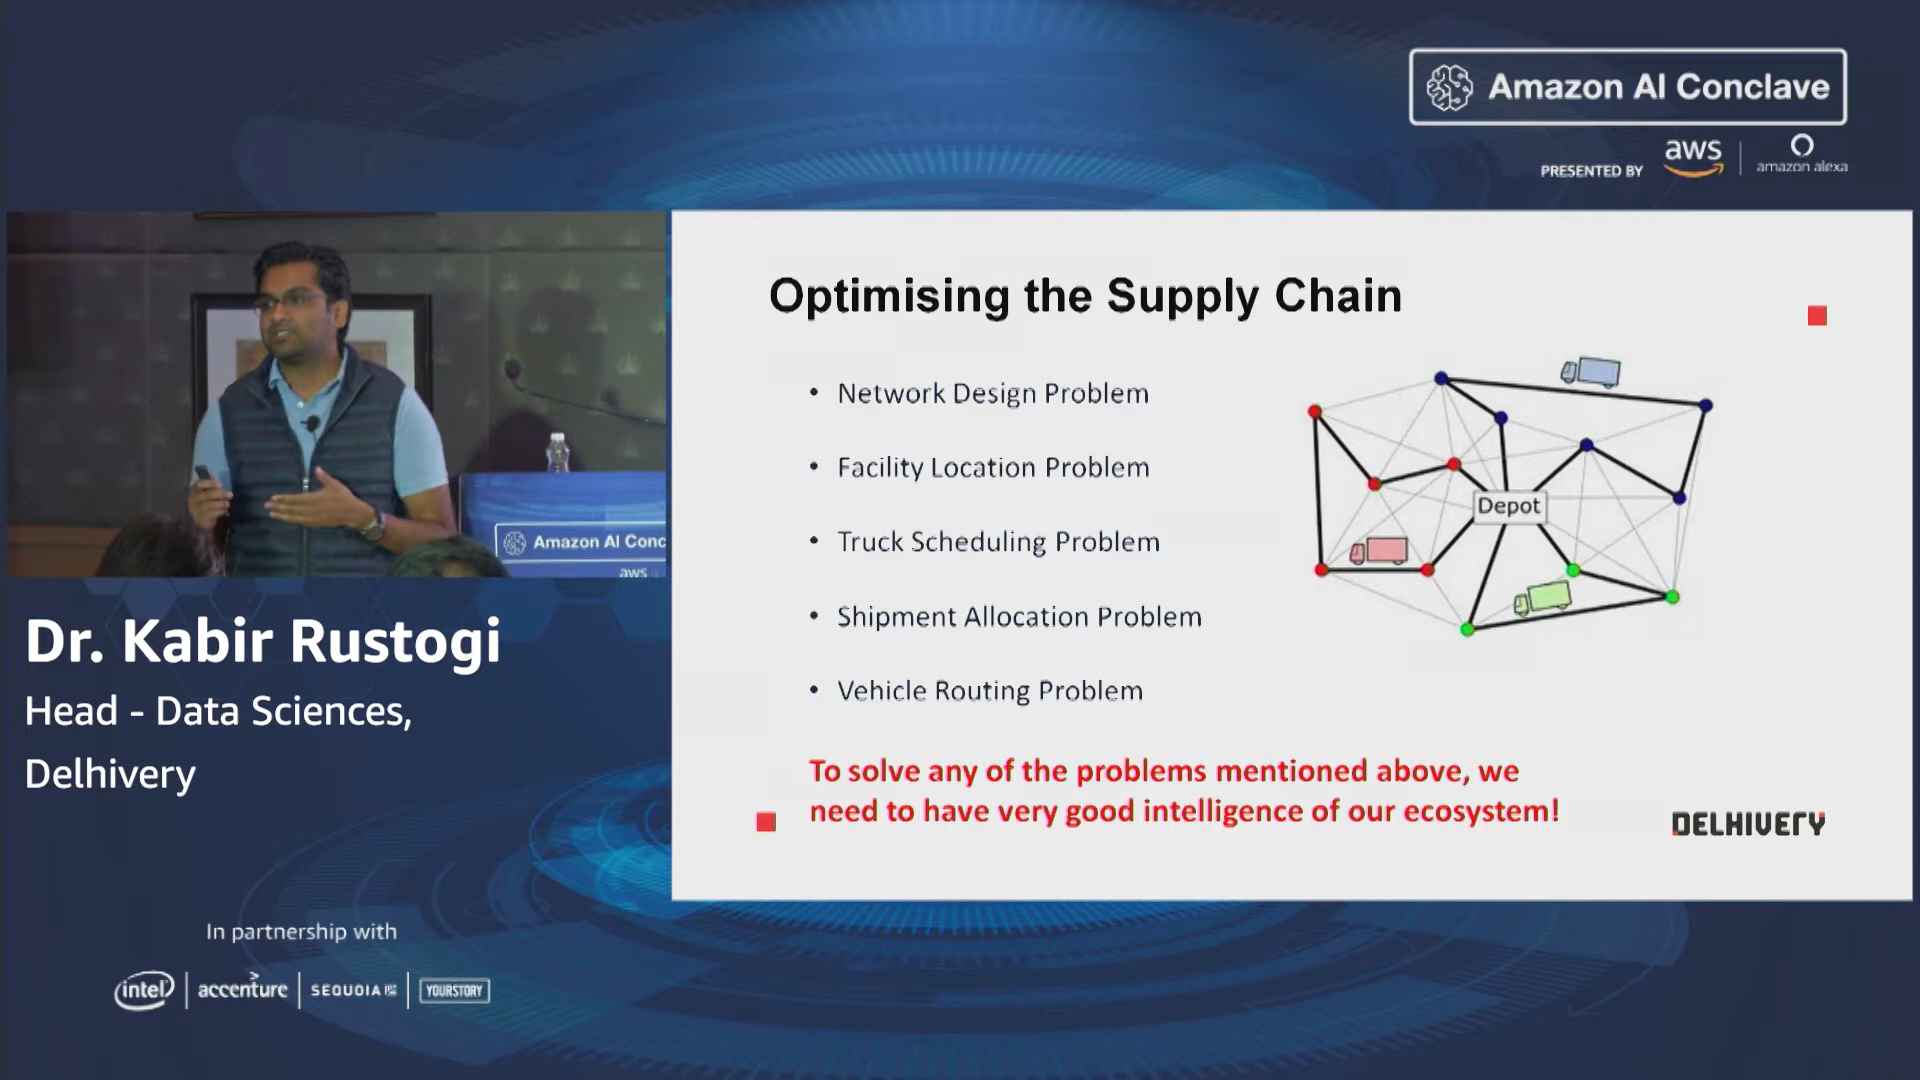 Amazon AI Conclave
PRESENTED BY
aws
amazon alexa
Amazon AI Conc
aws
Dr. Kabir Rustogi
Head - Data Sciences,
Delhivery
In partnership with
intel
accenture
SEQUOIA
YOURSTORY
Optimising the Supply Chain
• Network Design Problem
• Facility Location Problem
• Truck Scheduling Problem
• Shipment Allocation Problem
• Vehicle Routing Problem
Depot
To solve any of the problems mentioned above, we
need to have very good intelligence of our ecosystem!
DELHIVERY